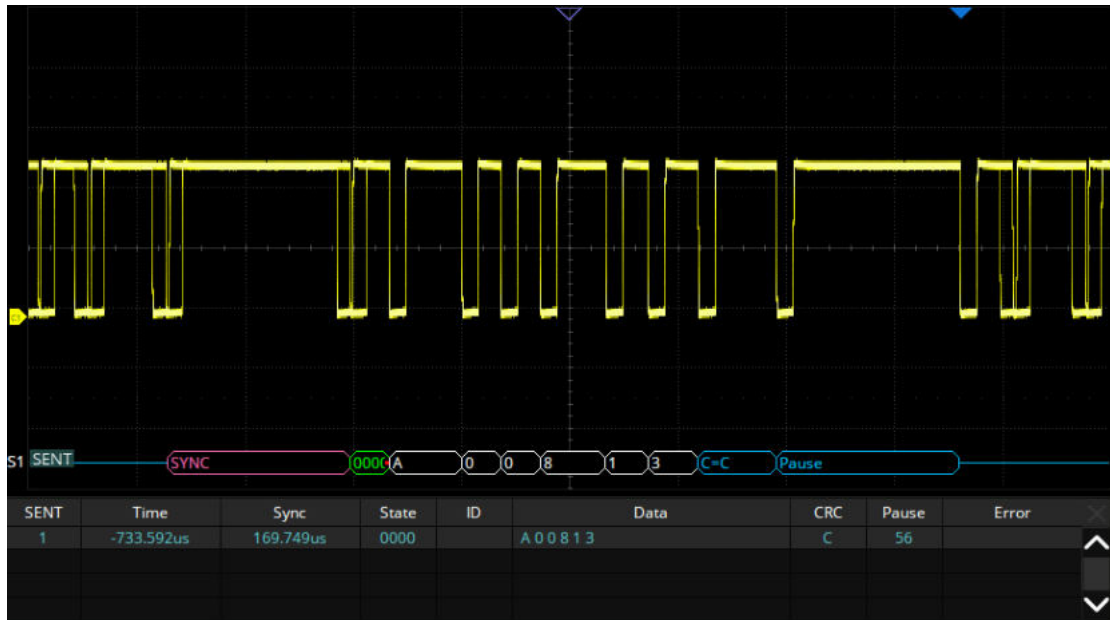 S1 SENT SYNC 0000 A 0 0 8 1 3 C=C Pause
SENT Time Sync State ID Data CRC Pause Error
1 -733.592us 169.749us 0000 A 0 0 8 1 3 C 56